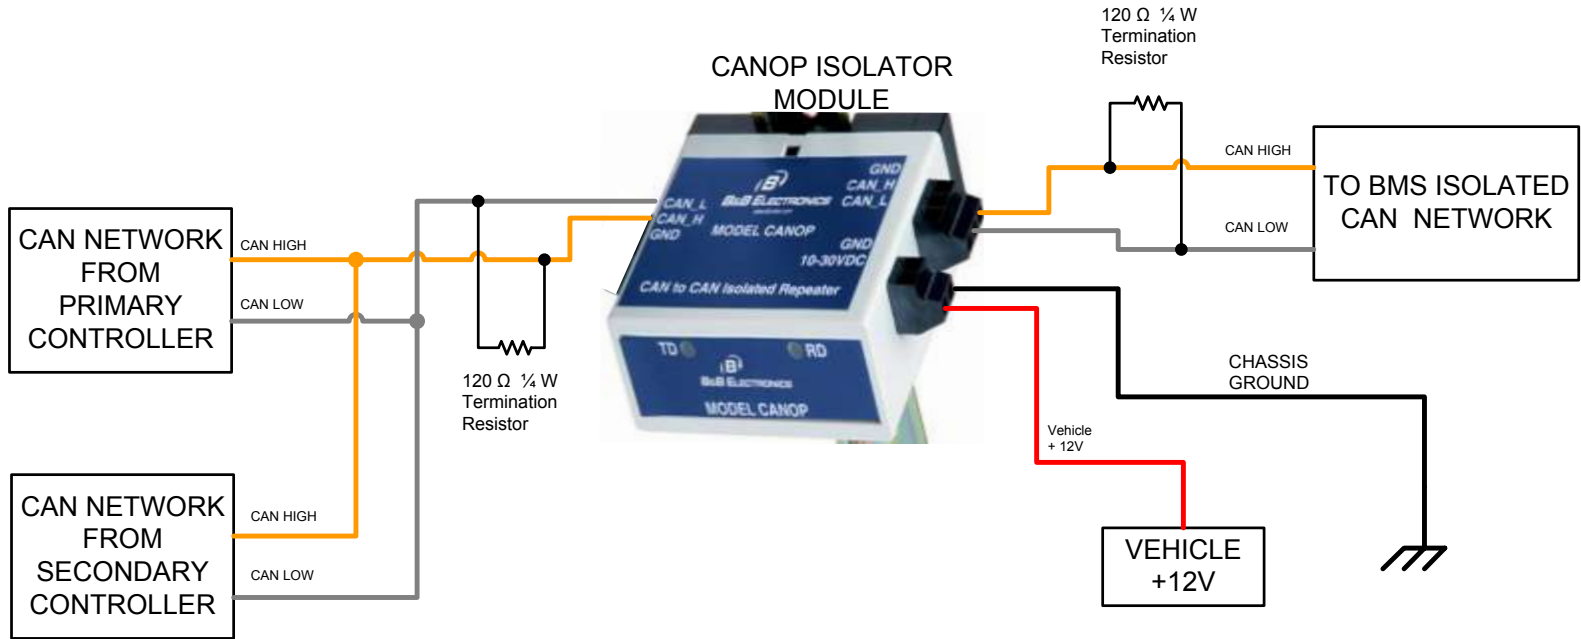 120 Ω ¼ W
Termination
Resistor
CANOP ISOLATOR
MODULE
CAN HIGH
CAN LOW
TO BMS ISOLATED
CAN NETWORK
GND
CAN_H
CAN_L
B&B ELECTRONICS
CAN_L
CAN_H
GND
MODEL CANOP
GND
10-30VDC
CAN to CAN Isolated Repeater
TD
RD
B&B ELECTRONICS
MODEL CANOP
CAN NETWORK
FROM
PRIMARY
CONTROLLER
CAN HIGH
CAN LOW
120 Ω ¼ W
Termination
Resistor
CHASSIS
GROUND
Vehicle
+ 12V
VEHICLE
+12V
CAN NETWORK
FROM
SECONDARY
CONTROLLER
CAN HIGH
CAN LOW